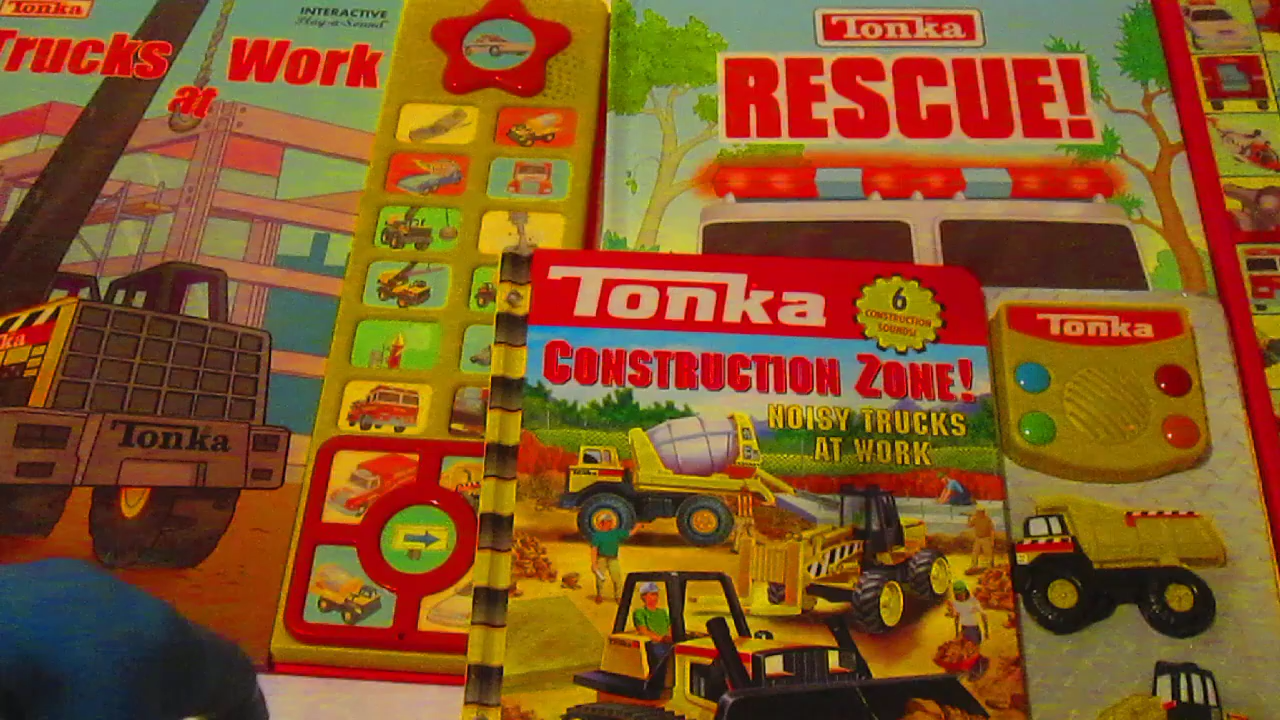 Tonka
INTERACTIVE
Play-a-Sound
Trucks
at
Work
Tonka
Tonka
RESCUE!
Tonka
6
CONSTRUCTION
SOUNDS!
CONSTRUCTION ZONE!
NOISY TRUCKS
AT WORK
Tonka